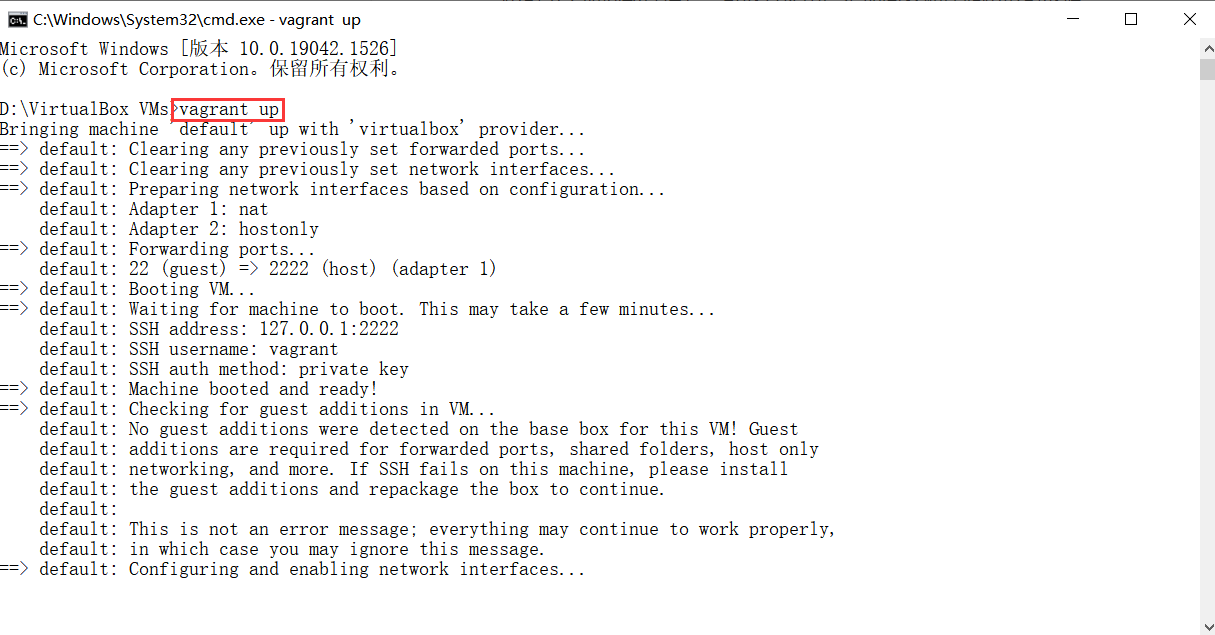 C:\Windows\System32\cmd.exe - vagrant up
Microsoft Windows [版本 10.0.19042.1526]
(c) Microsoft Corporation。保留所有权利。
D:\VirtualBox VMs>vagrant up
Bringing machine 'default' up with 'virtualbox' provider...
==> default: Clearing any previously set forwarded ports...
==> default: Clearing any previously set network interfaces...
==> default: Preparing network interfaces based on configuration...
default: Adapter 1: nat
default: Adapter 2: hostonly
==> default: Forwarding ports...
default: 22 (guest) => 2222 (host) (adapter 1)
==> default: Booting VM...
==> default: Waiting for machine to boot. This may take a few minutes...
default: SSH address: 127.0.0.1:2222
default: SSH username: vagrant
default: SSH auth method: private key
==> default: Machine booted and ready!
==> default: Checking for guest additions in VM...
default: No guest additions were detected on the base box for this VM! Guest
default: additions are required for forwarded ports, shared folders, host only
default: networking, and more. If SSH fails on this machine, please install
default: the guest additions and repackage the box to continue.
default:
default: This is not an error message; everything may continue to work properly,
default: in which case you may ignore this message.
==> default: Configuring and enabling network interfaces...